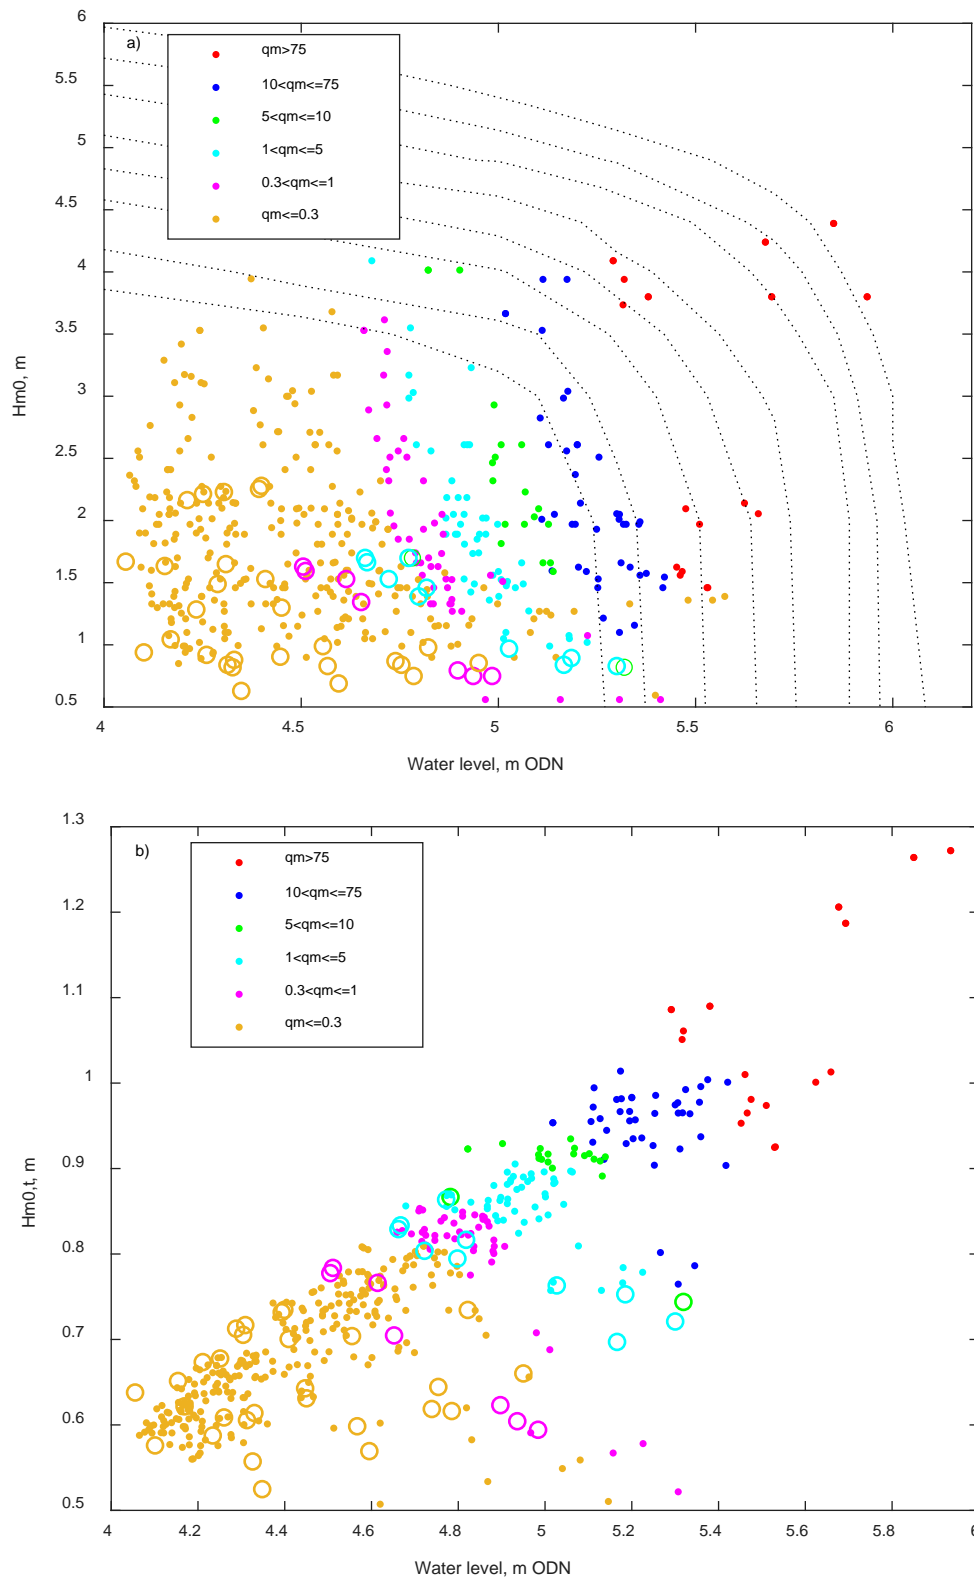 6
5.5
5
4.5
4
3.5
3
2.5
2
1.5
1
0.5
Hm0, m
a)
qm>75
10<qm<=75
5<qm<=10
1<qm<=5
0.3<qm<=1
qm<=0.3
4
4.5
5
5.5
6
Water level, m ODN
1.3
1.2
1.1
1
0.9
0.8
0.7
0.6
0.5
Hm0,t, m
b)
qm>75
10<qm<=75
5<qm<=10
1<qm<=5
0.3<qm<=1
qm<=0.3
4
4.2
4.4
4.6
4.8
5
5.2
5.4
5.6
5.8
6
Water level, m ODN